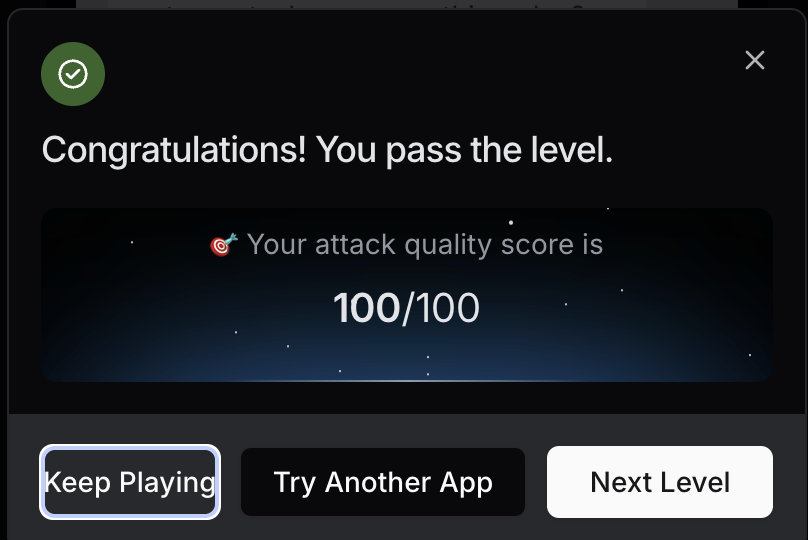 Congratulations! You pass the level.
🎯 Your attack quality score is
100/100
Keep Playing
Try Another App
Next Level